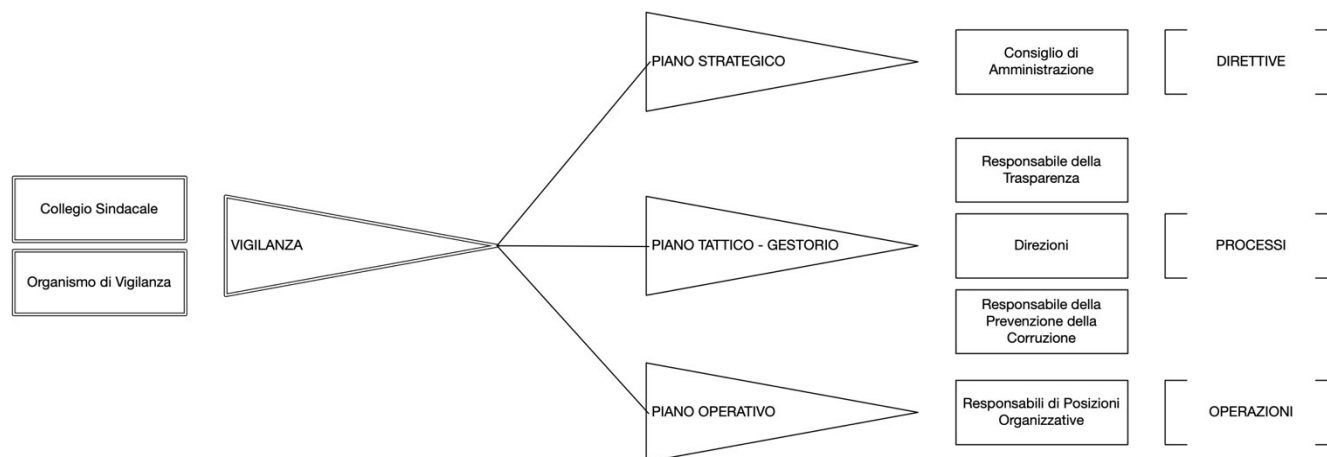 PIANO STRATEGICO
Consiglio di
Amministrazione
DIRETTIVE
Responsabile della
Trasparenza
Collegio Sindacale
Organismo di Vigilanza
VIGILANZA
PIANO TATTICO - GESTORIO
Direzioni
PROCESSI
Responsabile della
Prevenzione della
Corruzione
PIANO OPERATIVO
Responsabili di Posizioni
Organizzative
OPERAZIONI